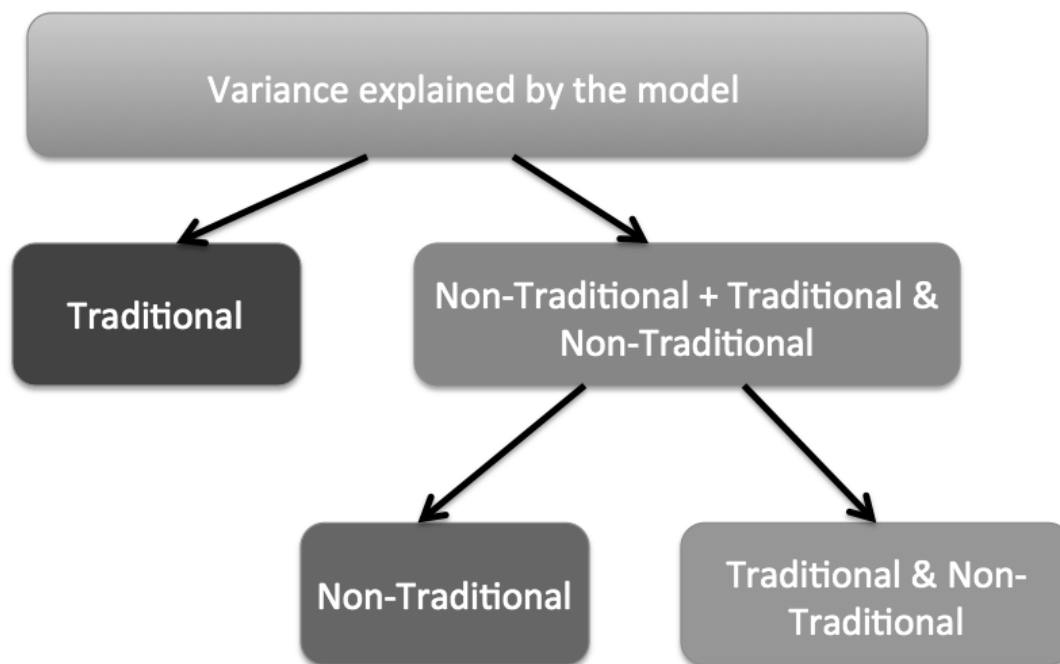 Variance explained by the model
Traditional
Non-Traditional + Traditional &
Non-Traditional
Non-Traditional
Traditional & Non-
Traditional